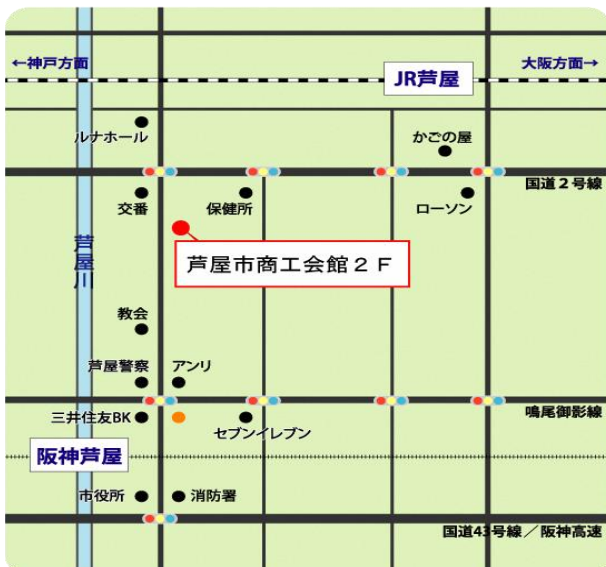 ←神戸方面
大阪方面→
JR芦屋
ルナホール
かごの屋
国道２号線
交番
保健所
ローソン
芦屋川
芦屋市商工会館２Ｆ
教会
芦屋警察
アンリ
鳴尾御影線
三井住友BK
セブンイレブン
阪神芦屋
市役所
消防署
国道43号線／阪神高速